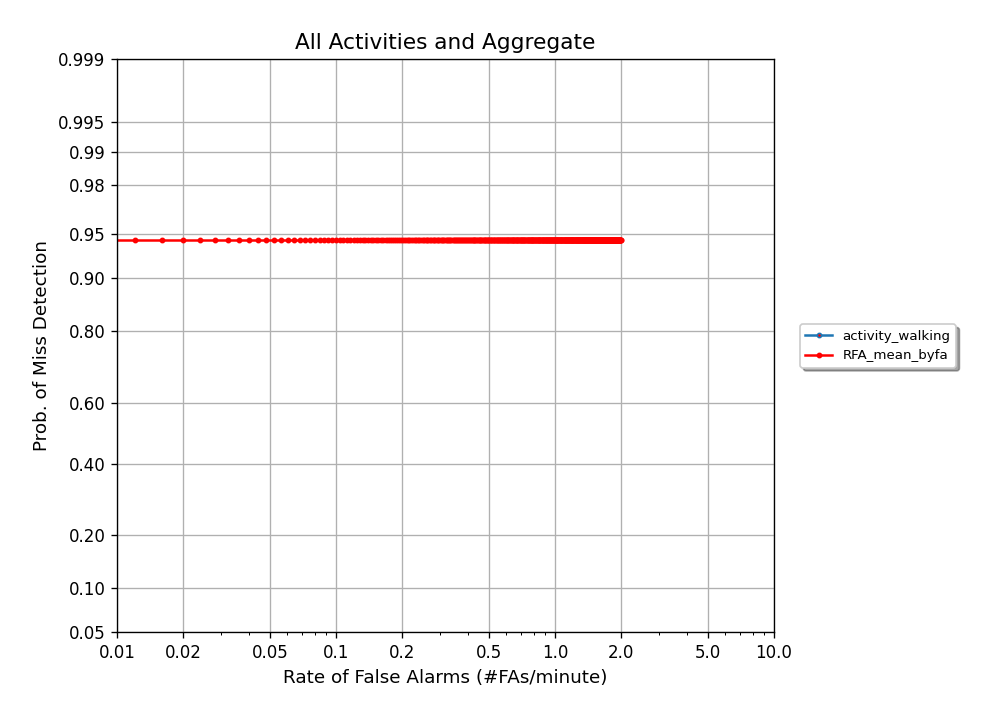 All Activities and Aggregate
0.999
0.995
0.99
0.98
0.95
0.90
0.80
0.60
0.40
0.20
0.10
0.05
Prob. of Miss Detection
0.01 0.02 0.05 0.1 0.2 0.5 1.0 2.0 5.0 10.0
Rate of False Alarms (#FAs/minute)
activity_walking
RFA_mean_byfa